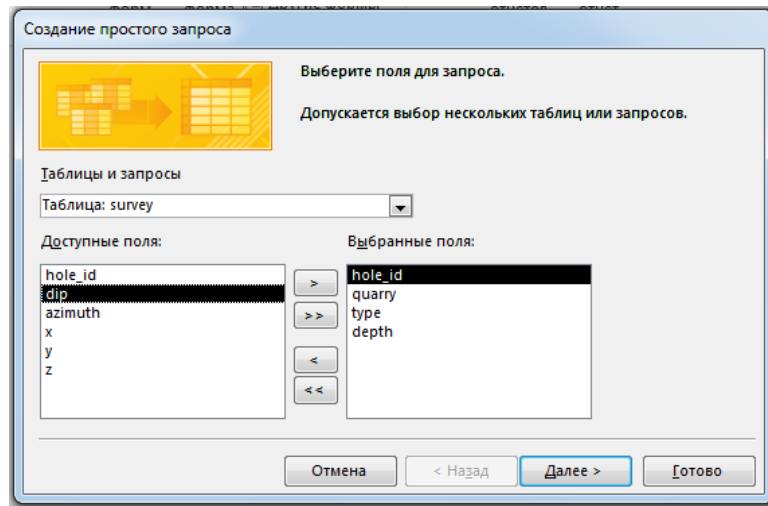 Создание простого запроса
Выберите поля для запроса.
Допускается выбор нескольких таблиц или запросов.
Таблицы и запросы
Таблица: survey
Доступные поля:
Выбранные поля:
hole_id
dip
azimuth
x
y
z
>
>>
<
<<
hole_id
quarry
type
depth
Отмена
< Назад
Далее >
Готово